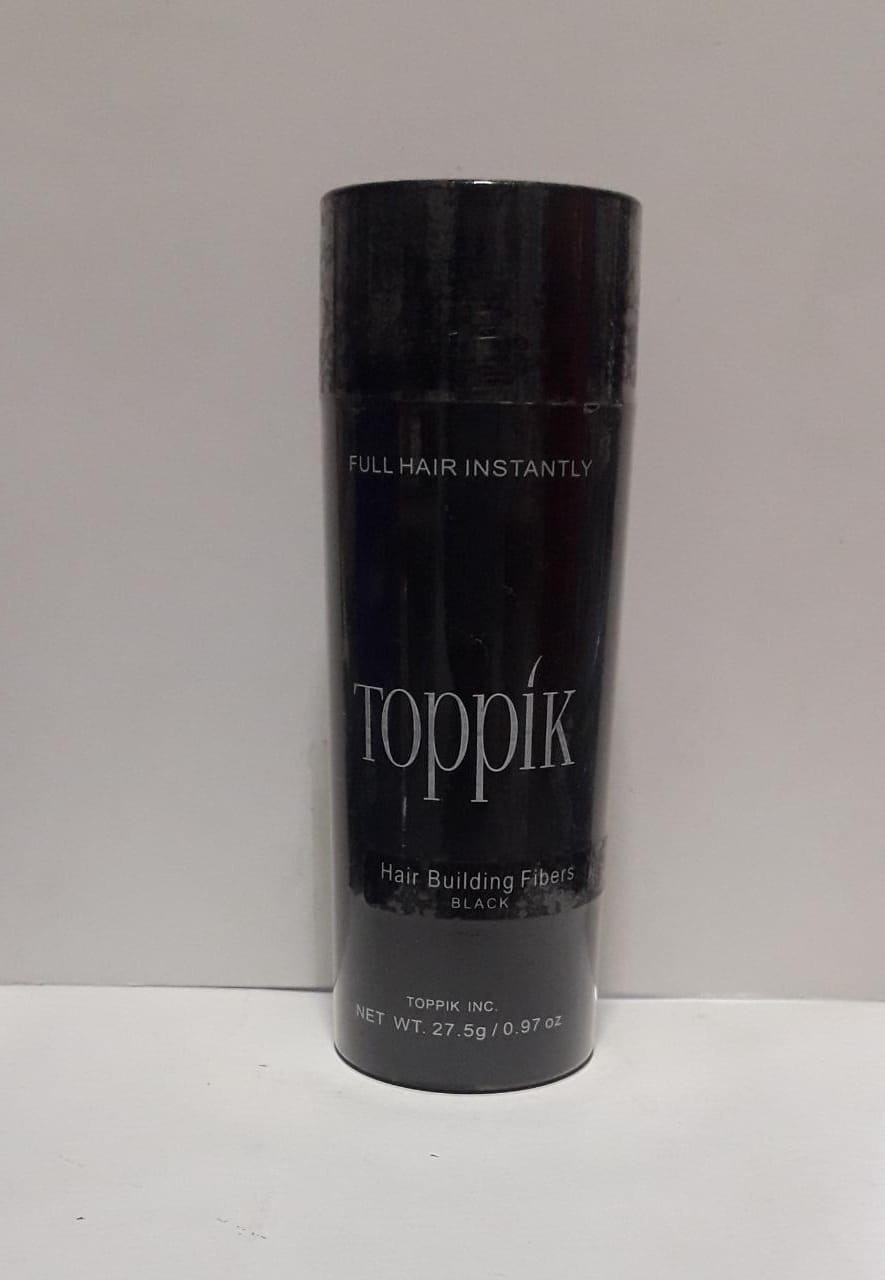 FULL HAIR INSTANTLY
Toppik
Hair Building Fibers
BLACK
TOPPIK INC.
NET WT. 27.5g / 0.97 oz